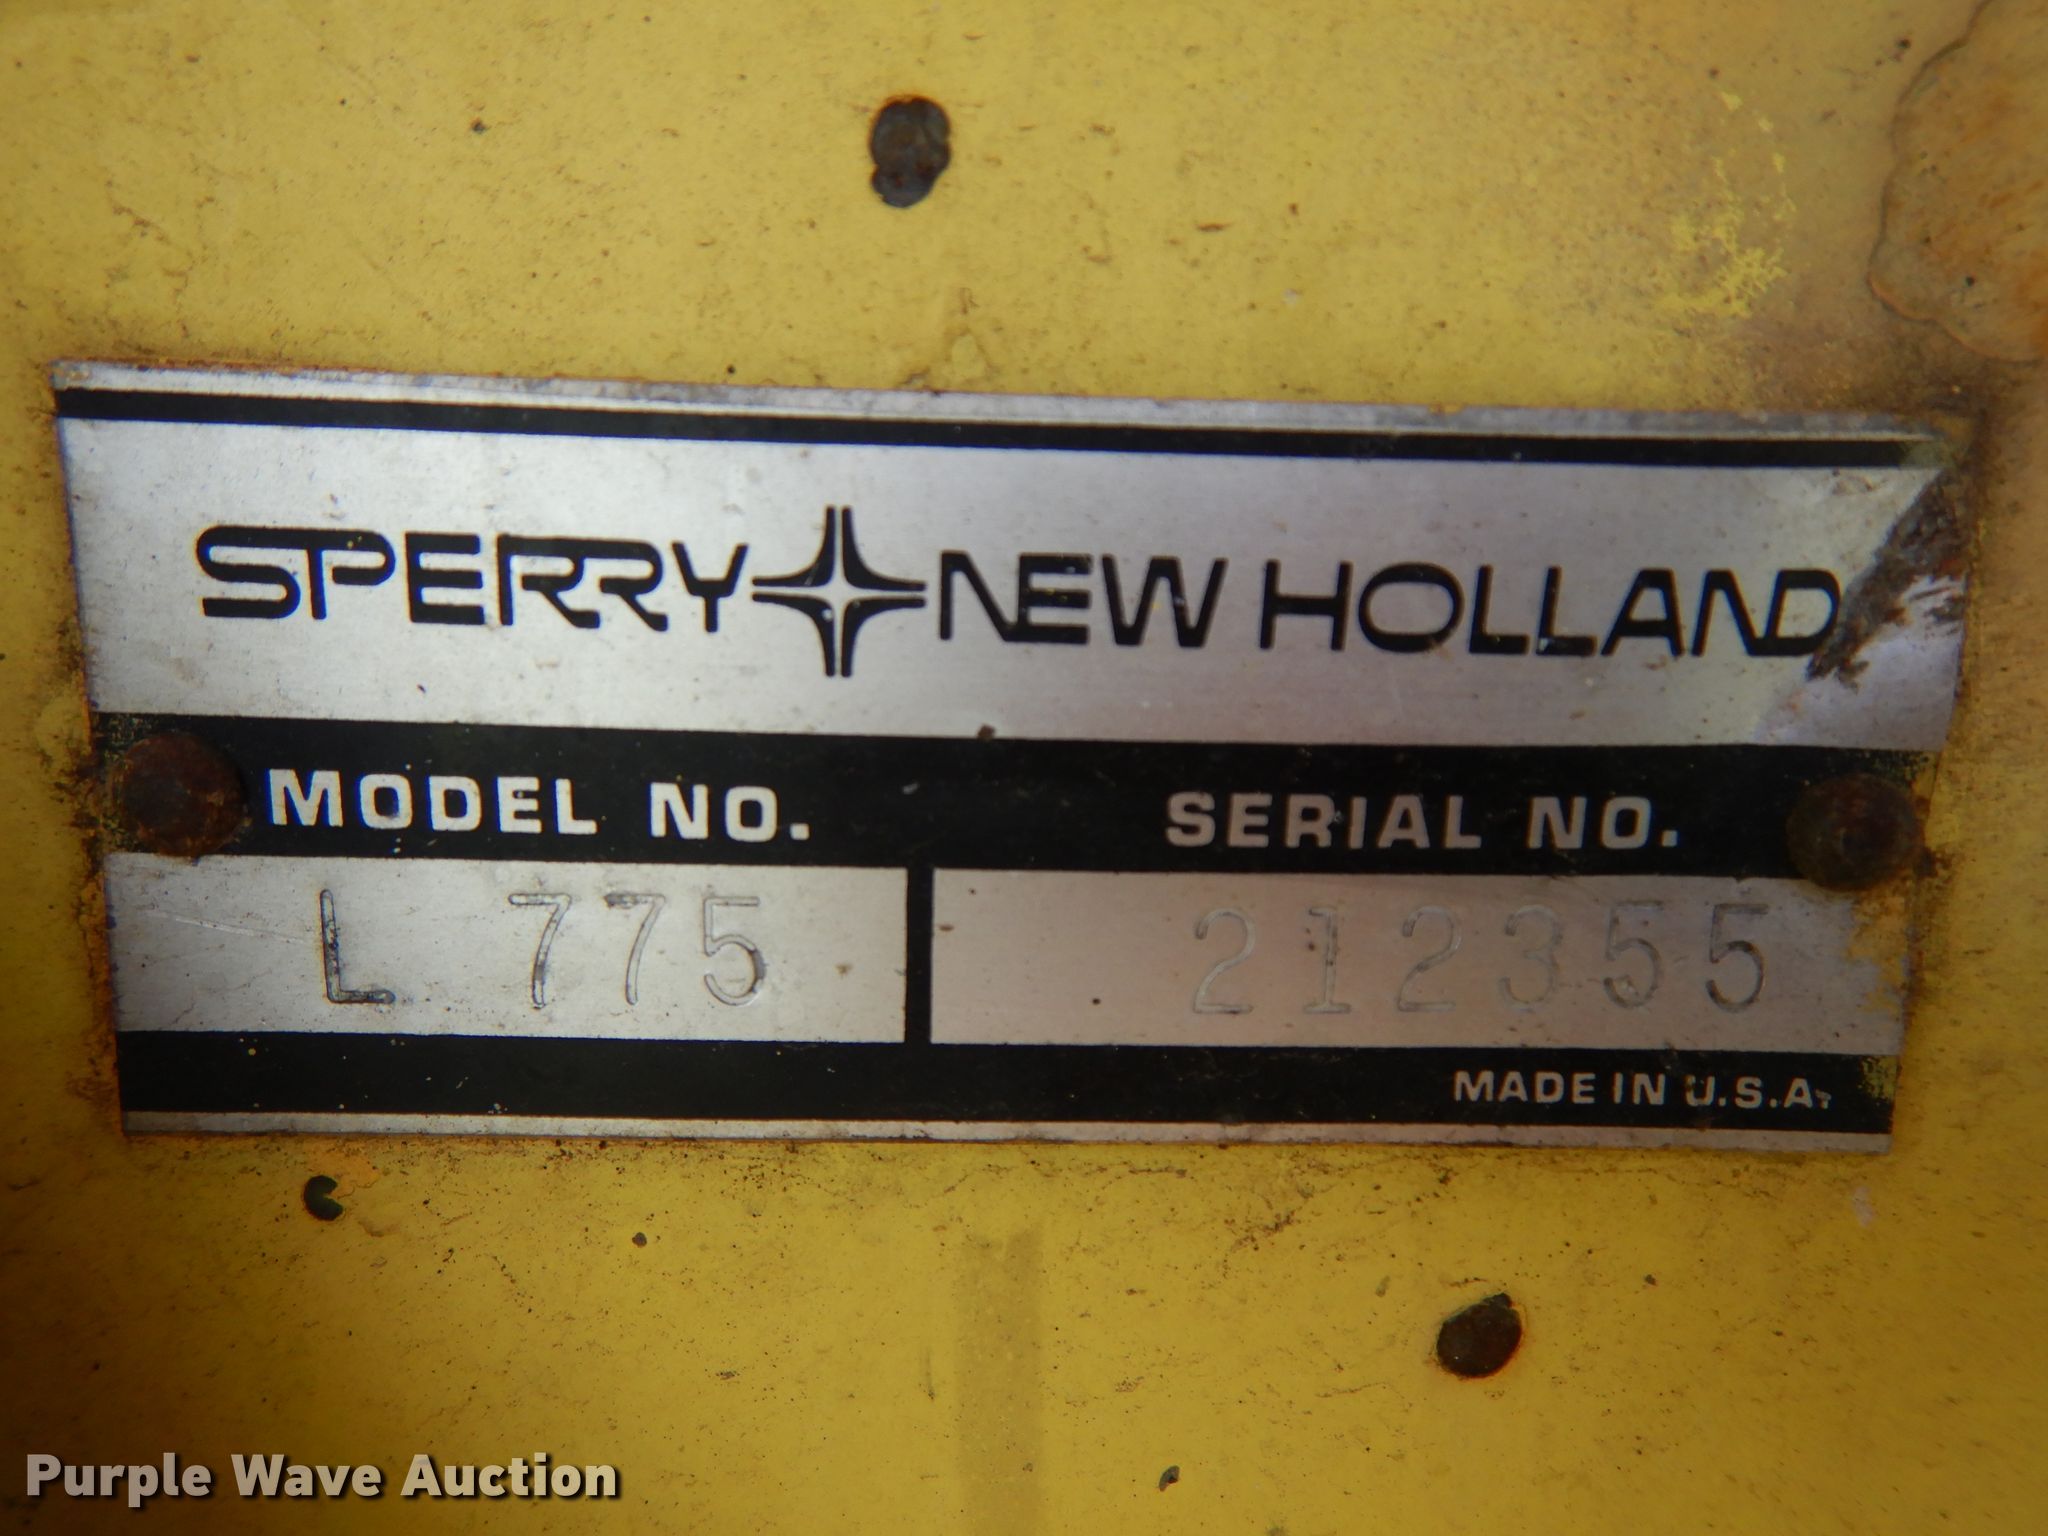 SPERRY NEW HOLLAND
MODEL NO. SERIAL NO.
L 775 212355
MADE IN U.S.A.
Purple Wave Auction